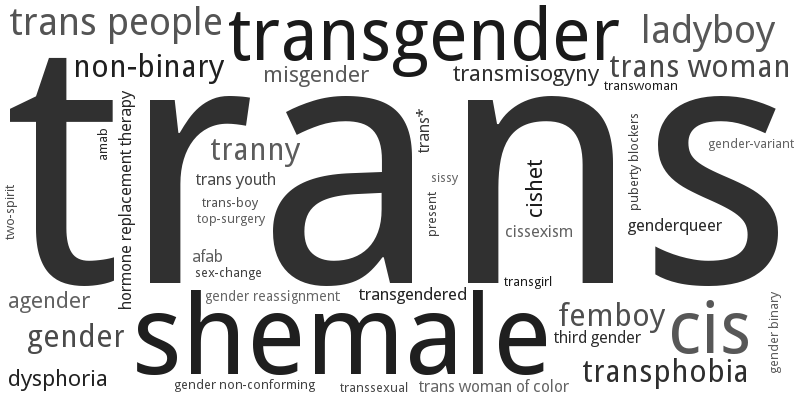 trans people
transgender
ladyboy
non-binary
misgender
transmisogyny
trans woman
transwoman
trans
amab
hormone replacement therapy
two-spirit
tranny
trans youth
trans-boy
top-surgery
afab
sex-change
trans*
sissy
present
cishet
cissexism
transgirl
puberty blockers
gender-variant
genderqueer
agender
gender reassignment
transgendered
gender
shemale
femboy
third gender
cis
gender binary
transphobia
dysphoria
gender non-conforming
transsexual
trans woman of color